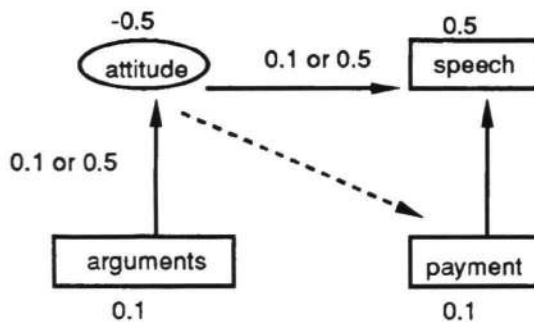 -0.5
0.5
attitude
0.1 or 0.5
speech
0.1 or 0.5
arguments
payment
0.1
0.1